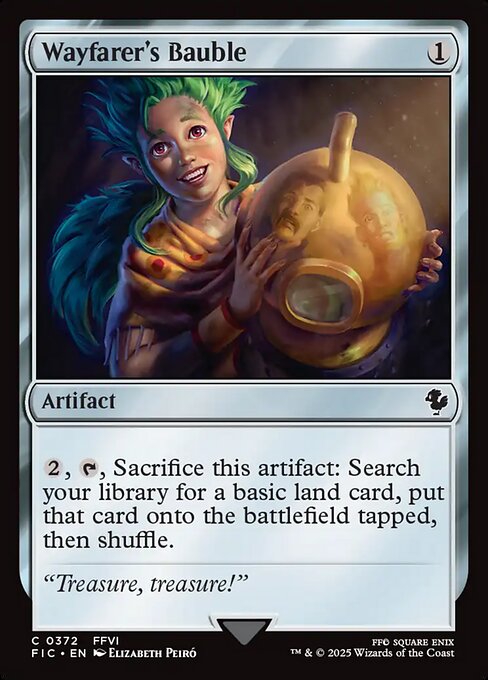 Wayfarer's Bauble 1
Artifact
2, , Sacrifice this artifact: Search
your library for a basic land card, put
that card onto the battlefield tapped,
then shuffle.
“Treasure, treasure!”
C 0372 FFVI
FIC • EN Elizabeth Peiró
FF© SQUARE ENIX
™ & © 2025 Wizards of the Coast